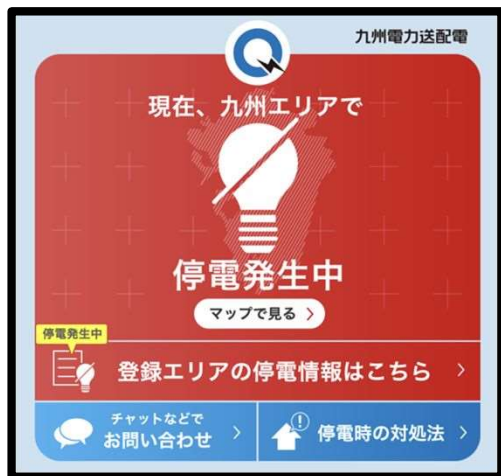 九州電力送配電
現在、九州エリアで
停電発生中
マップで見る
停電発生中
登録エリアの停電情報はこちら
チャットなどで
お問い合わせ
停電時の対処法